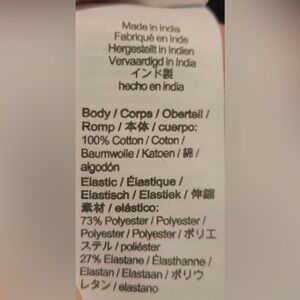 Made in India
Fabriqué en Inde
Hergestellt in Indien
Vervaardigd in India
インド製
hecho en india
Body / Corps / Oberteil /
Romp / 本体 / cuerpo:
100% Cotton / Coton /
Baumwolle / Katoen / 綿 /
algodón
Elastic / Élastique /
Elastisch / Elastiek / 伸縮
素材 / elástico:
73% Polyester / Polyester /
Polyester / Polyester / ポリエ
ステル / poliéster
27% Elastane / Élasthanne /
Elastan / Elastaan / ポリウ
レタン / elastano